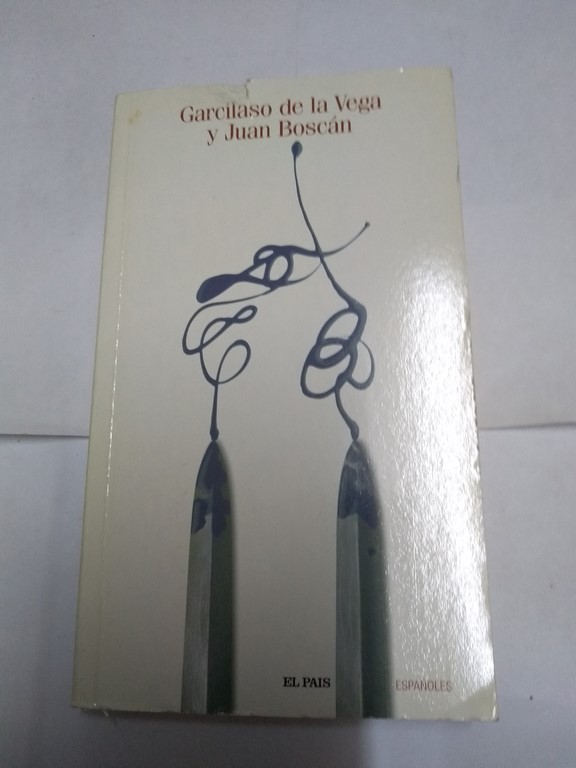 Garcilaso de la Vega
y Juan Boscán
EL PAIS
ESPAÑOLES